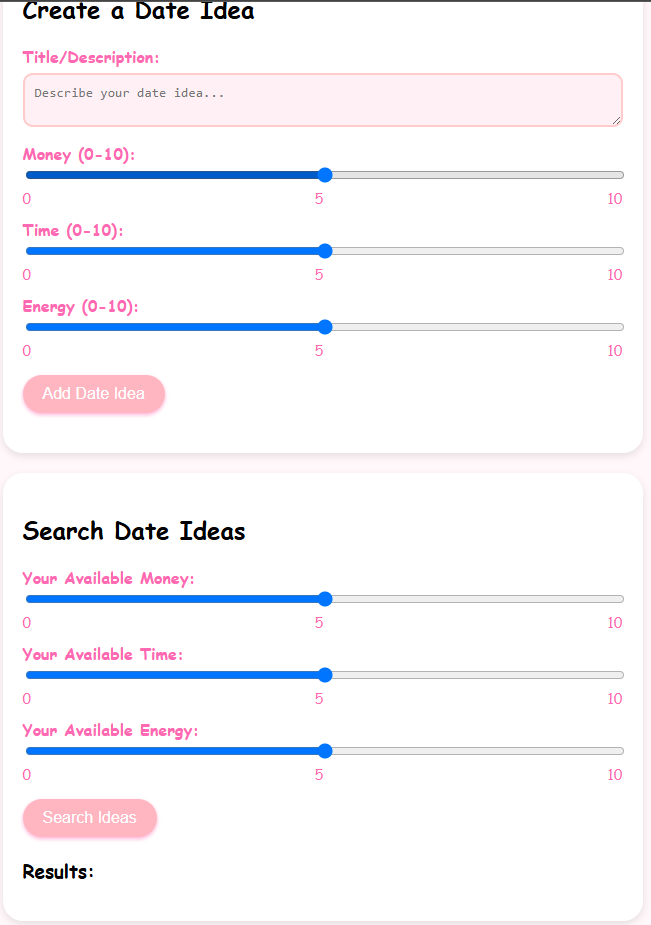 Create a Date Idea
Title/Description:
Describe your date idea...
Money (0-10):
0 5 10
Time (0-10):
0 5 10
Energy (0-10):
0 5 10
Add Date Idea
Search Date Ideas
Your Available Money:
0 5 10
Your Available Time:
0 5 10
Your Available Energy:
0 5 10
Search Ideas
Results: